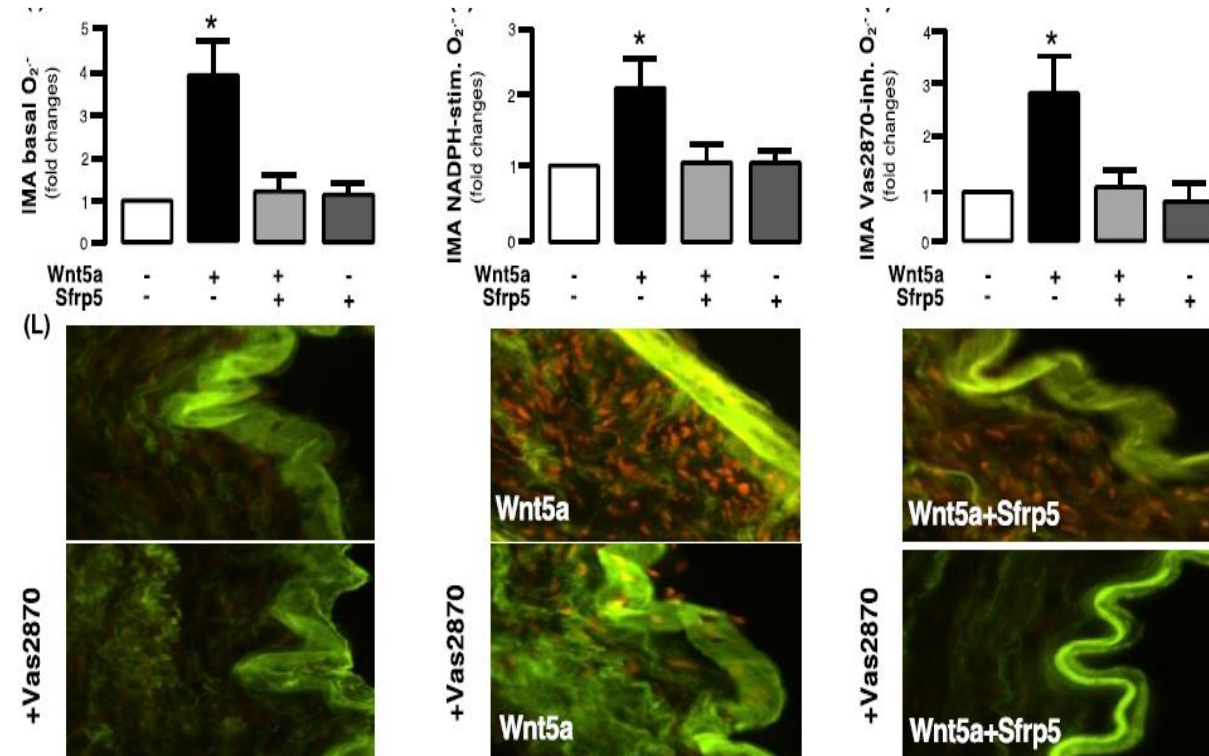 IMA basal O₂·-
(fold changes)
5
4
3
2
1
0
*
Wnt5a - + + -
Sfrp5 - - + +
IMA NADPH-stim. O₂·-
(fold changes)
3
2
1
0
*
- + + -
- - + +
IMA Vas2870-inh. O₂·-
(fold changes)
4
3
2
1
0
*
Wnt5a - + + -
Sfrp5 - - + +
(L)
Wnt5a
Wnt5a+Sfrp5
+Vas2870
+Vas2870
Wnt5a
+Vas2870
Wnt5a+Sfrp5